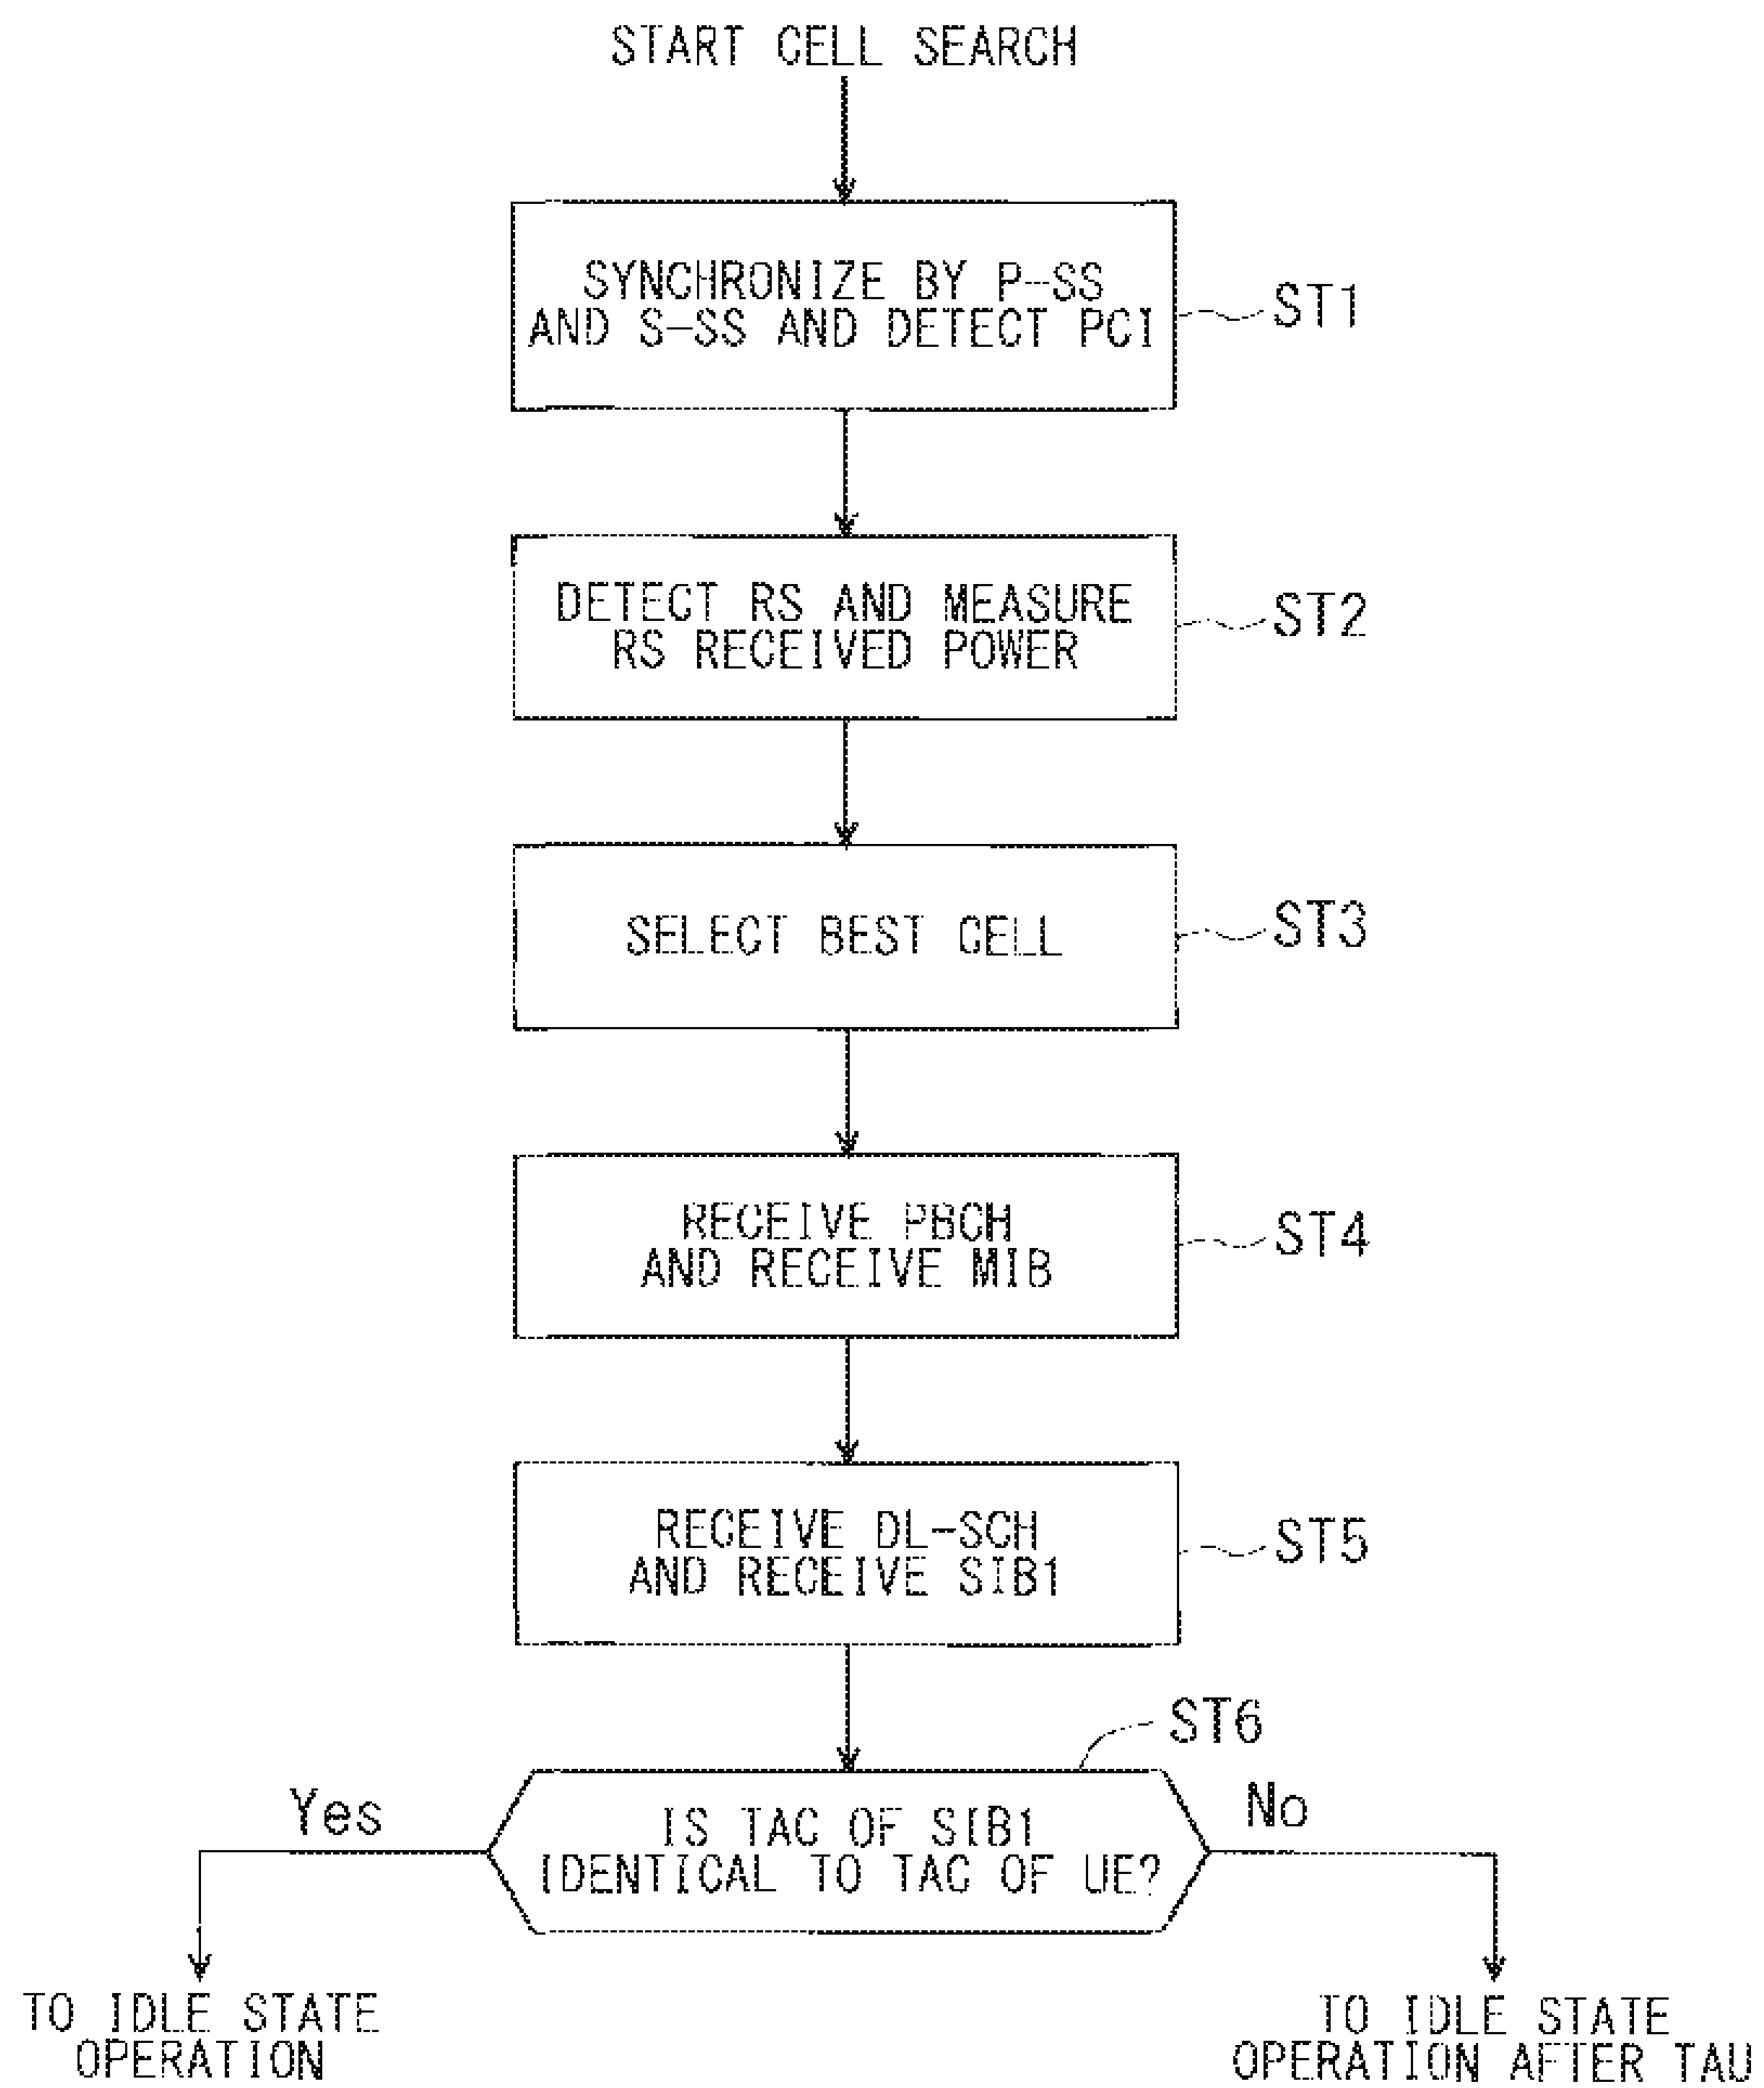 START CELL SEARCH
SYNCHRONIZE BY P-SS
AND S-SS AND DETECT PCI
ST1
DETECT RS AND MEASURE
RS RECEIVED POWER
ST2
SELECT BEST CELL
ST3
RECEIVE PBCH
AND RECEIVE MIB
ST4
RECEIVE DL-SCH
AND RECEIVE SIB1
ST5
ST6
Yes
No
IS TAC OF SIB1
IDENTICAL TO TAC OF UE?
TO IDLE STATE
OPERATION
TO IDLE STATE
OPERATION AFTER TAU